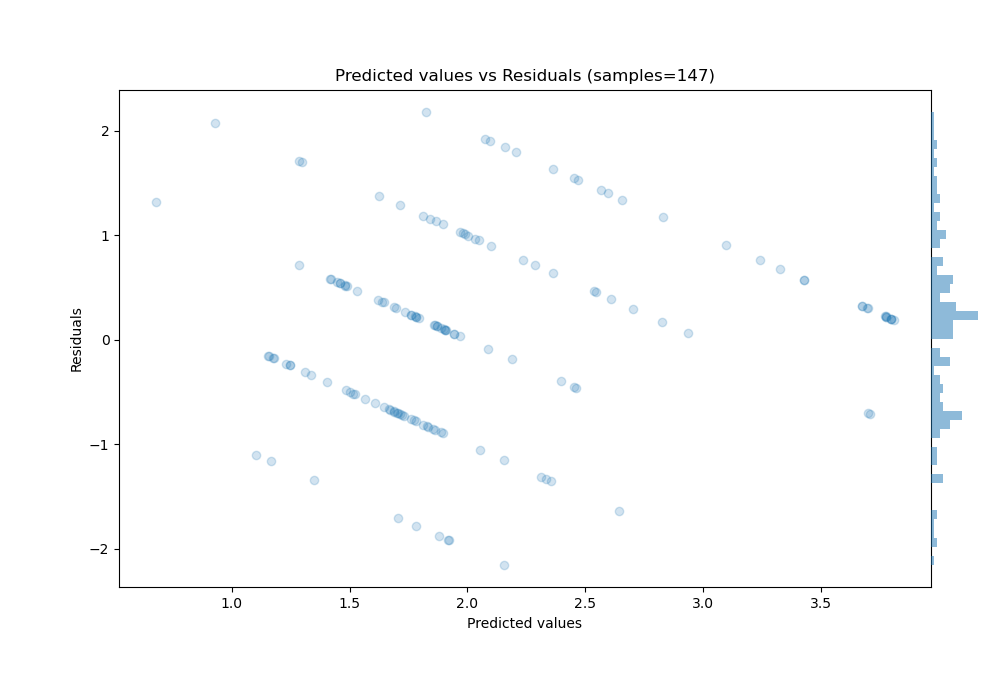 Predicted values vs Residuals (samples=147)
2
1
0
−1
−2
Residuals
1.0 1.5 2.0 2.5 3.0 3.5
Predicted values